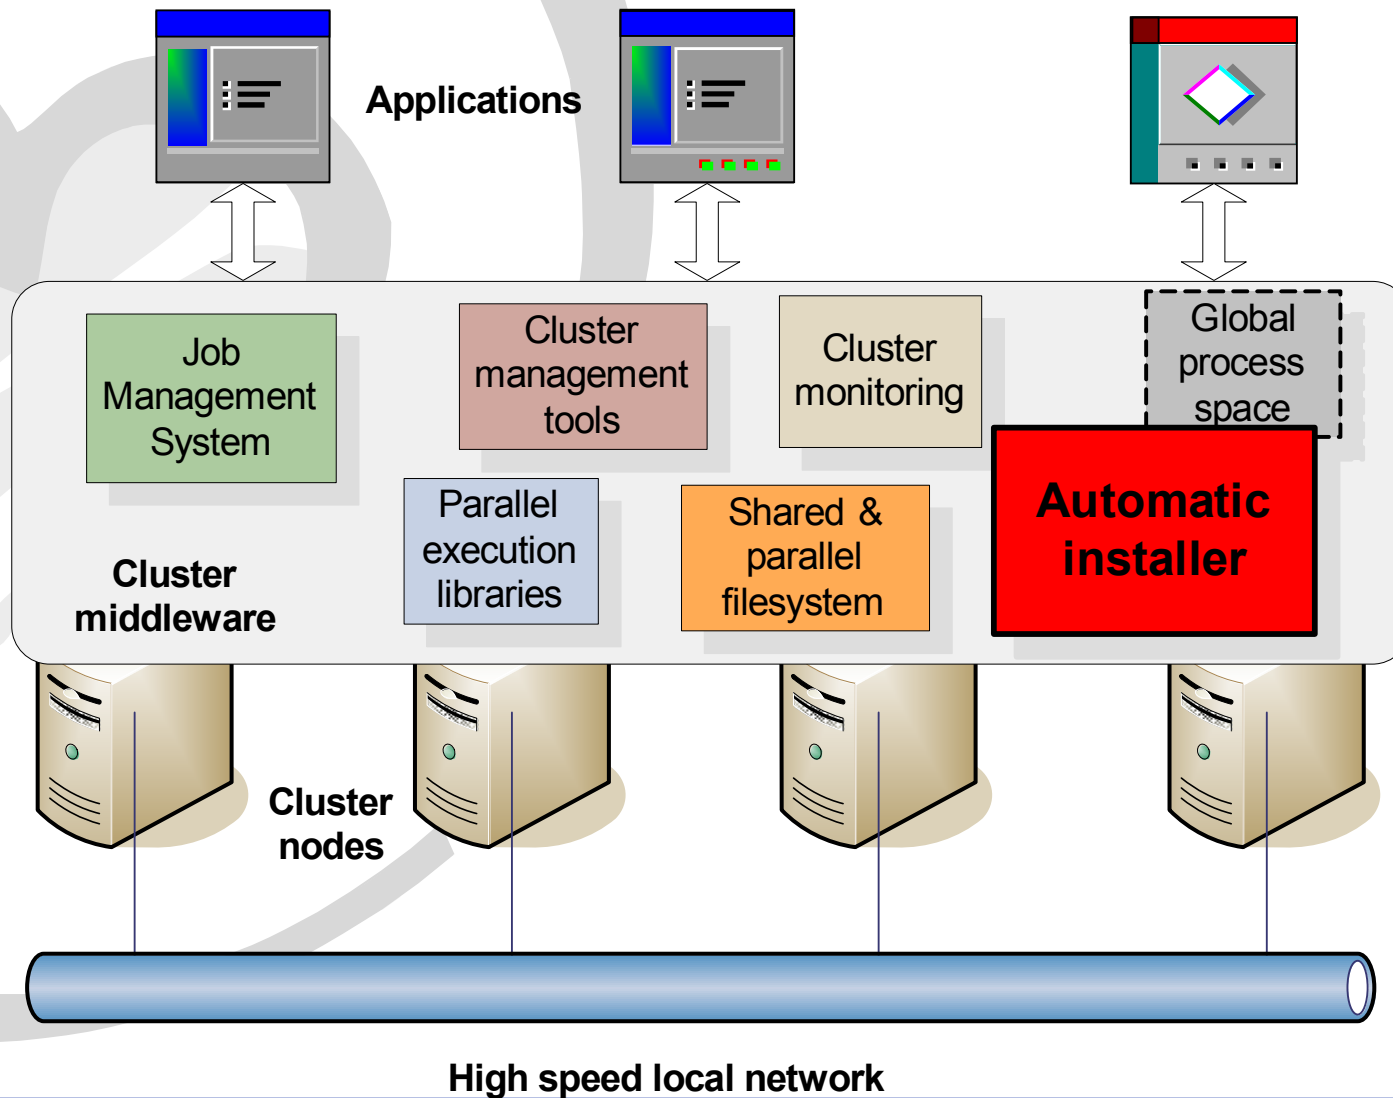 Applications
Job
Management
System
Cluster
management
tools
Cluster
monitoring
Global
process
space
Parallel
execution
libraries
Shared &
parallel
filesystem
Automatic
installer
Cluster
middleware
Cluster
nodes
High speed local network